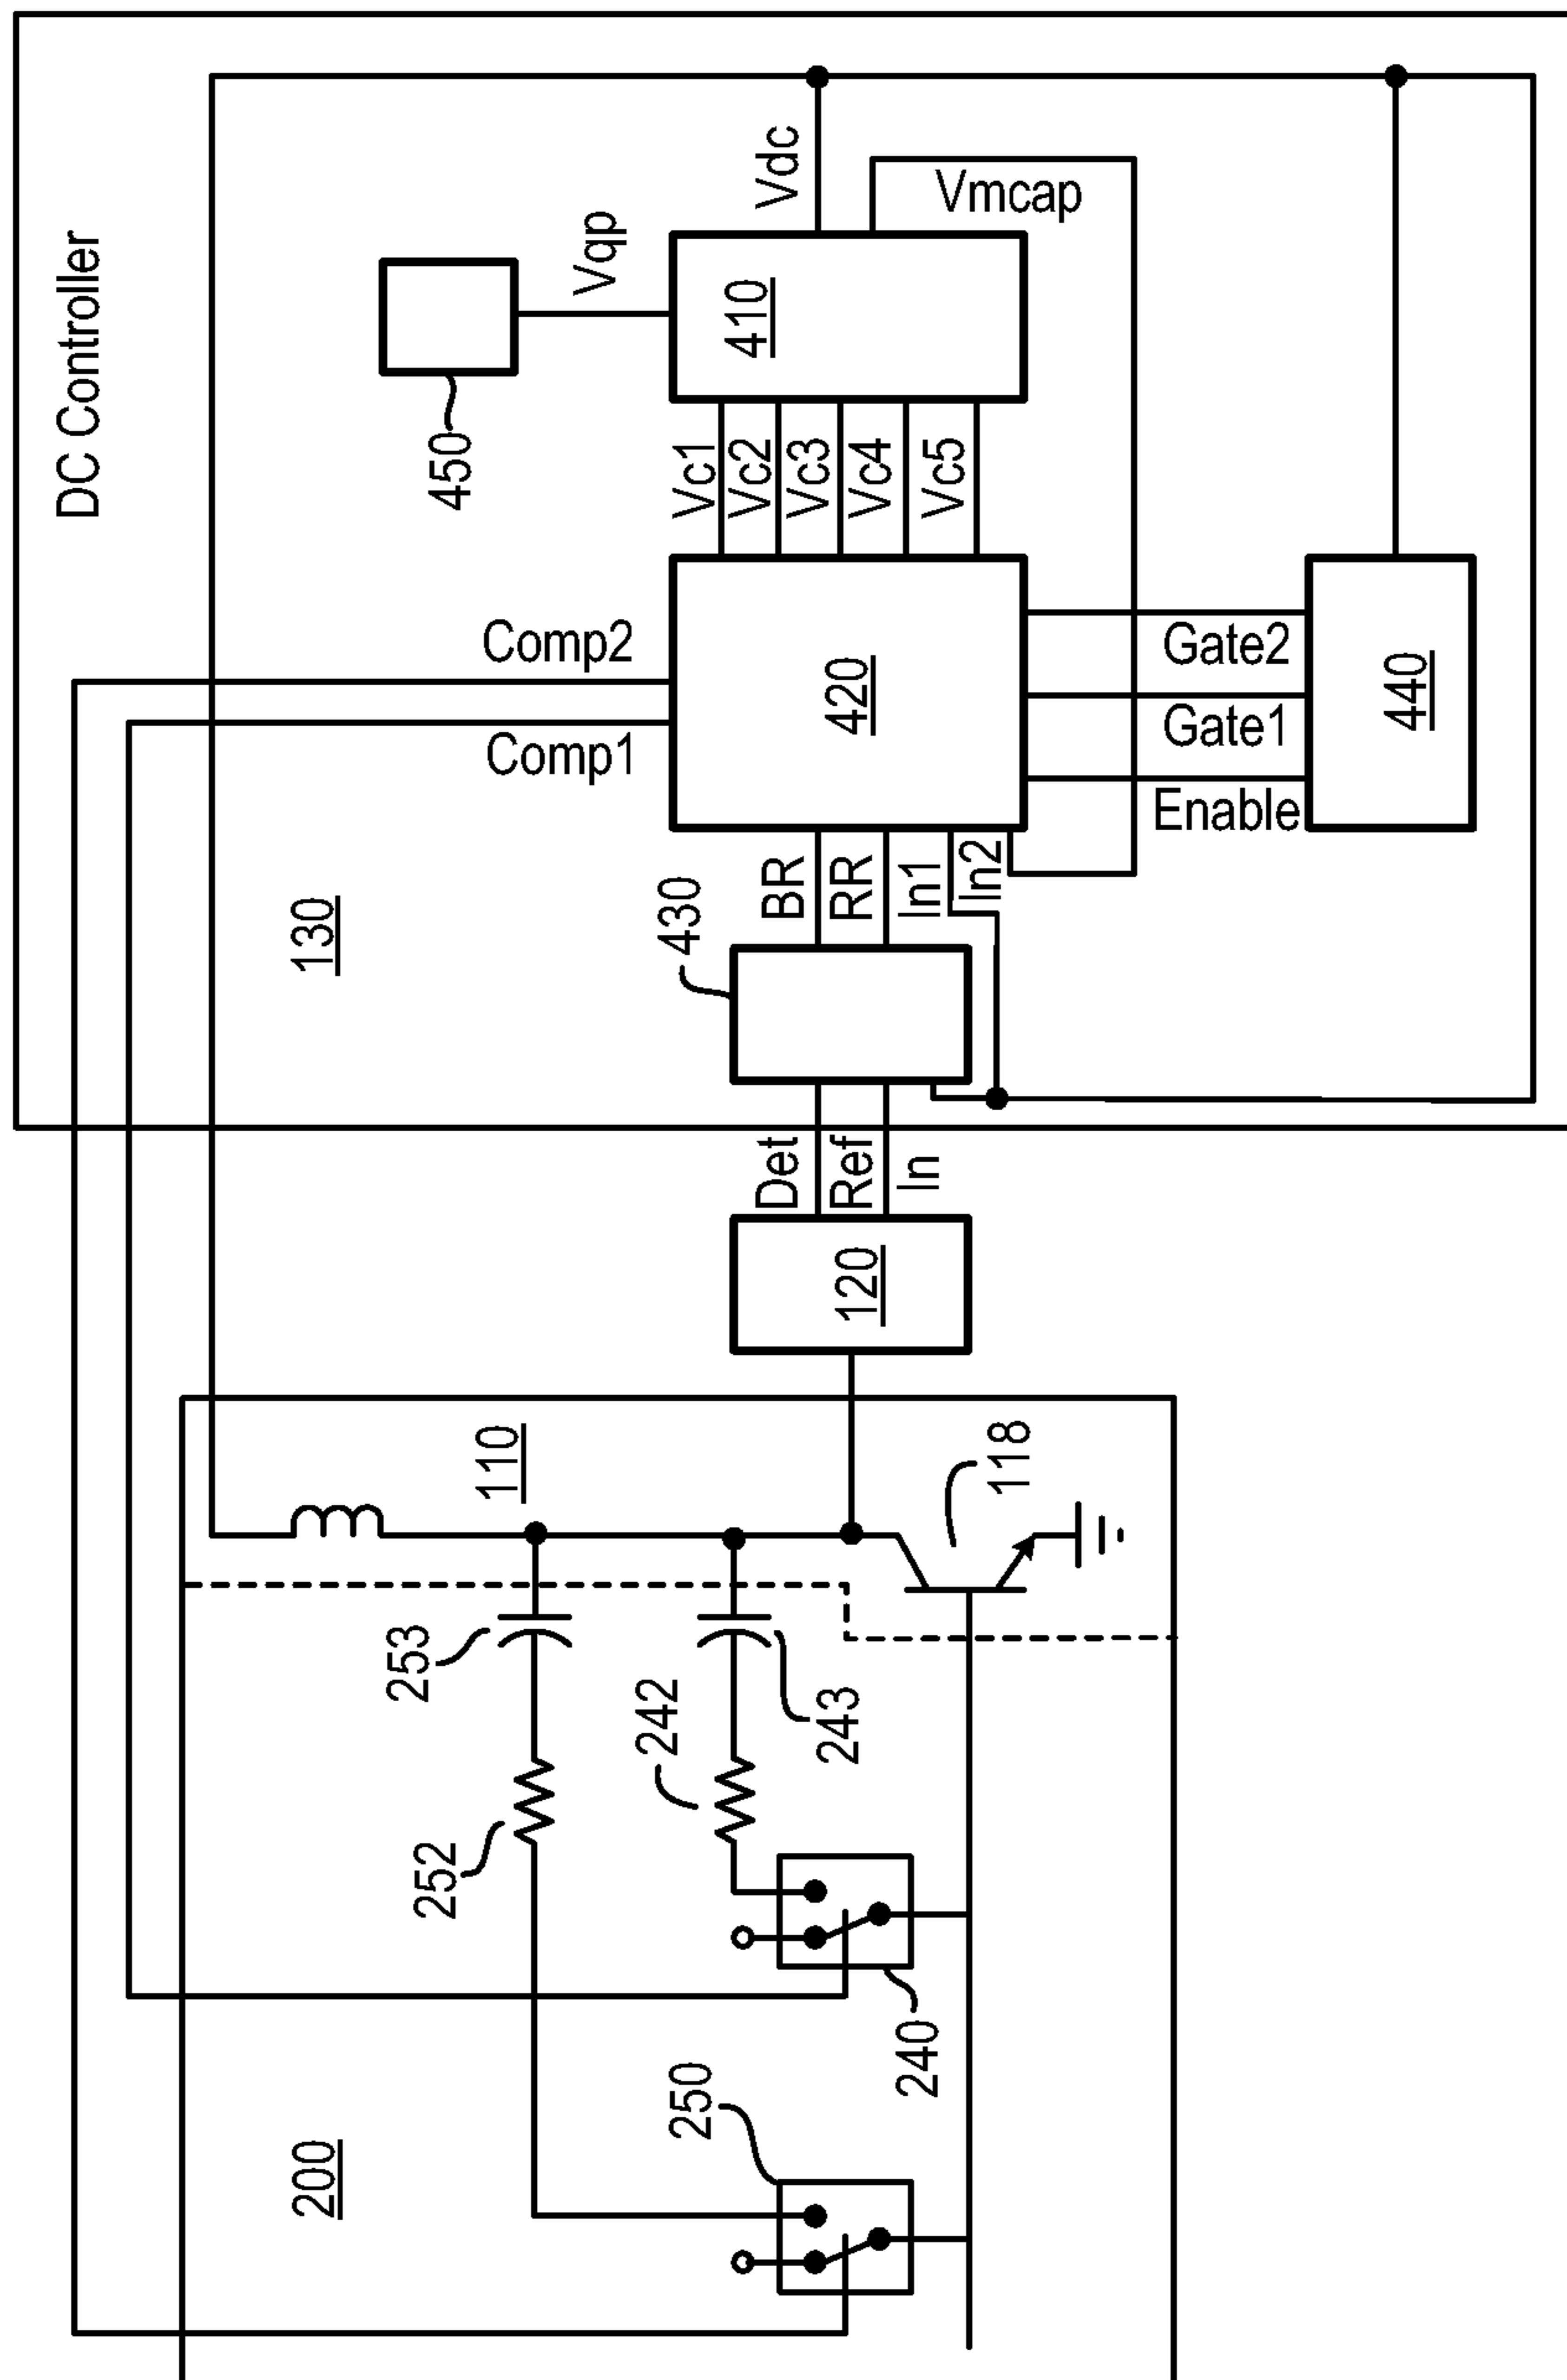 DC Controller
130
450
Vqp
Vdc
Vmcap
410
Vc1
Vc2
Vc3
Vc4
Vc5
Comp2
Comp1
420
Gate2
Gate1
Enable
440
BR
RR
In1
In2
430
Det
Ref
In
120
110
118
253
243
242
252
240
250
200